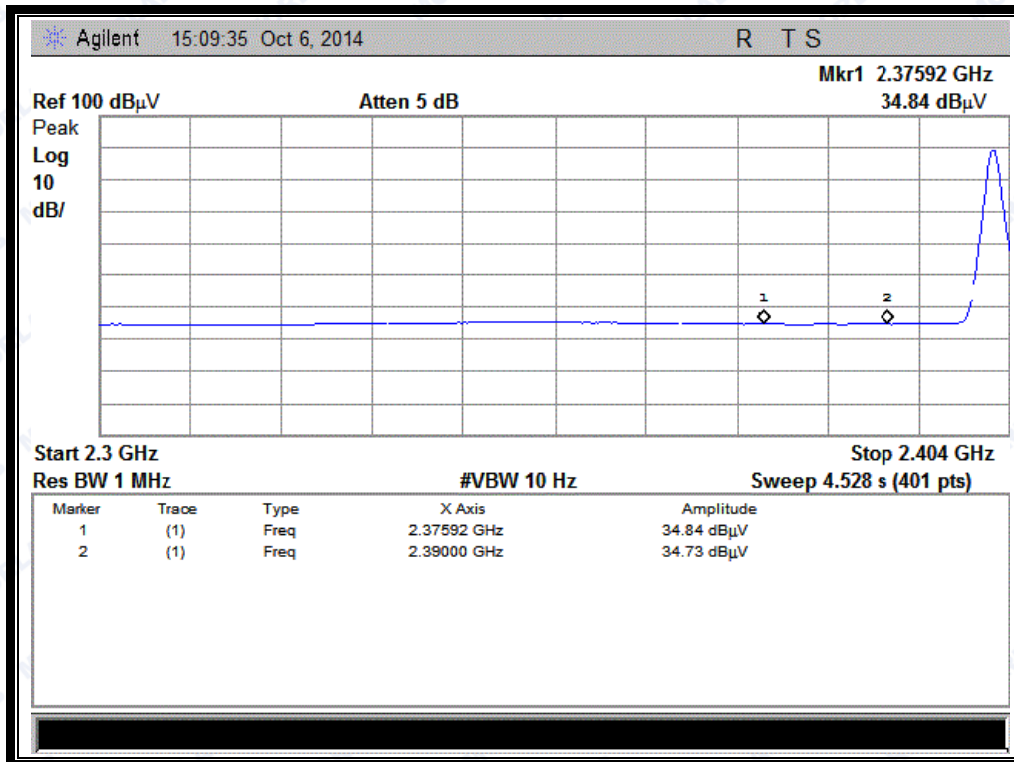 Agilent 15:09:35 Oct 6, 2014 R T S
Mkr1 2.37592 GHz
Ref 100 dBμV Atten 5 dB 34.84 dBμV
Peak
Log
10
dB/
1 2
Start 2.3 GHz Stop 2.404 GHz
Res BW 1 MHz #VBW 10 Hz Sweep 4.528 s (401 pts)
Marker Trace Type X Axis Amplitude
1 (1) Freq 2.37592 GHz 34.84 dBμV
2 (1) Freq 2.39000 GHz 34.73 dBμV